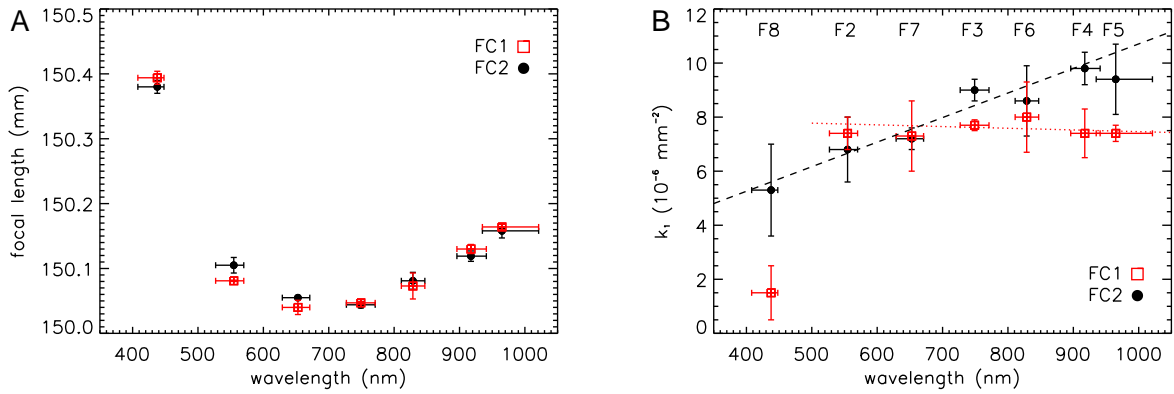 A
150.5
150.4
150.3
150.2
150.1
150.0
focal length (mm)
FC1
FC2
400 500 600 700 800 900 1000
wavelength (nm)
B
12
10
8
6
4
2
0
k₁ (10⁻⁶ mm⁻²)
F8 F2 F7 F3 F6 F4 F5
FC1
FC2
400 500 600 700 800 900 1000
wavelength (nm)